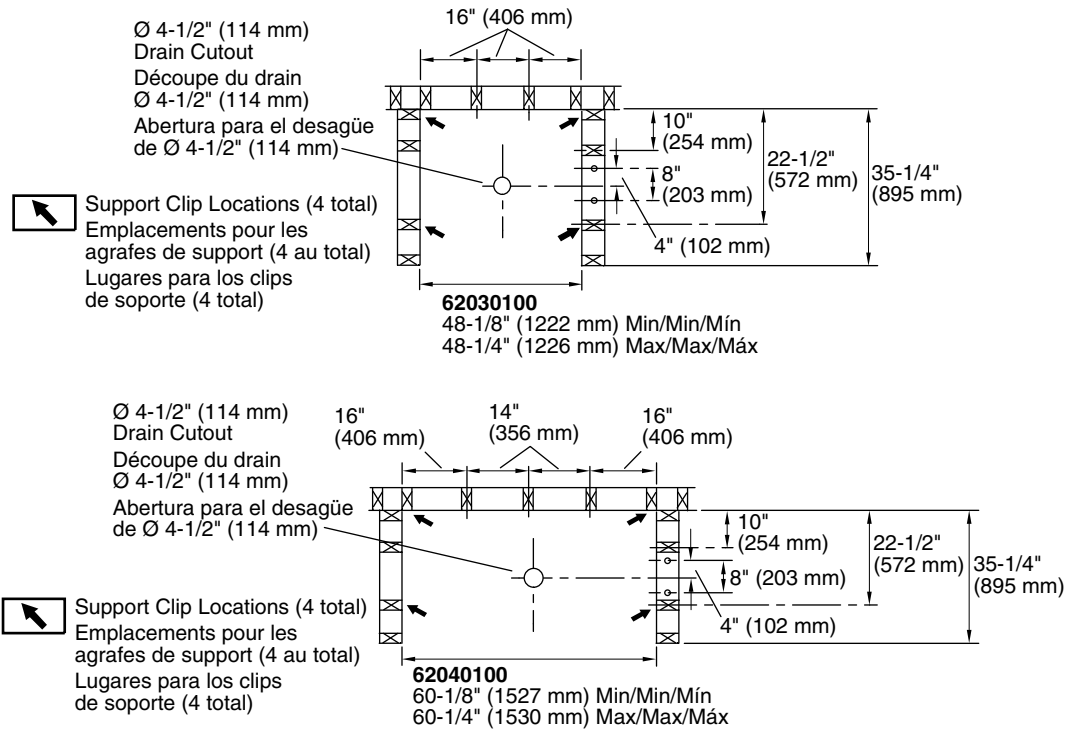 Ø 4-1/2" (114 mm)
Drain Cutout
Découpe du drain
Ø 4-1/2" (114 mm)
Abertura para el desagüe
de Ø 4-1/2" (114 mm)
16" (406 mm)
10"
(254 mm)
8"
(203 mm)
4" (102 mm)
22-1/2"
(572 mm)
35-1/4"
(895 mm)
Support Clip Locations (4 total)
Emplacements pour les
agrafes de support (4 au total)
Lugares para los clips
de soporte (4 total)
62030100
48-1/8" (1222 mm) Min/Min/Mín
48-1/4" (1226 mm) Max/Max/Máx
Ø 4-1/2" (114 mm)
Drain Cutout
Découpe du drain
Ø 4-1/2" (114 mm)
Abertura para el desagüe
de Ø 4-1/2" (114 mm)
16"
(406 mm)
14"
(356 mm)
16"
(406 mm)
10"
(254 mm)
8" (203 mm)
4" (102 mm)
22-1/2"
(572 mm)
35-1/4"
(895 mm)
Support Clip Locations (4 total)
Emplacements pour les
agrafes de support (4 au total)
Lugares para los clips
de soporte (4 total)
62040100
60-1/8" (1527 mm) Min/Min/Mín
60-1/4" (1530 mm) Max/Max/Máx